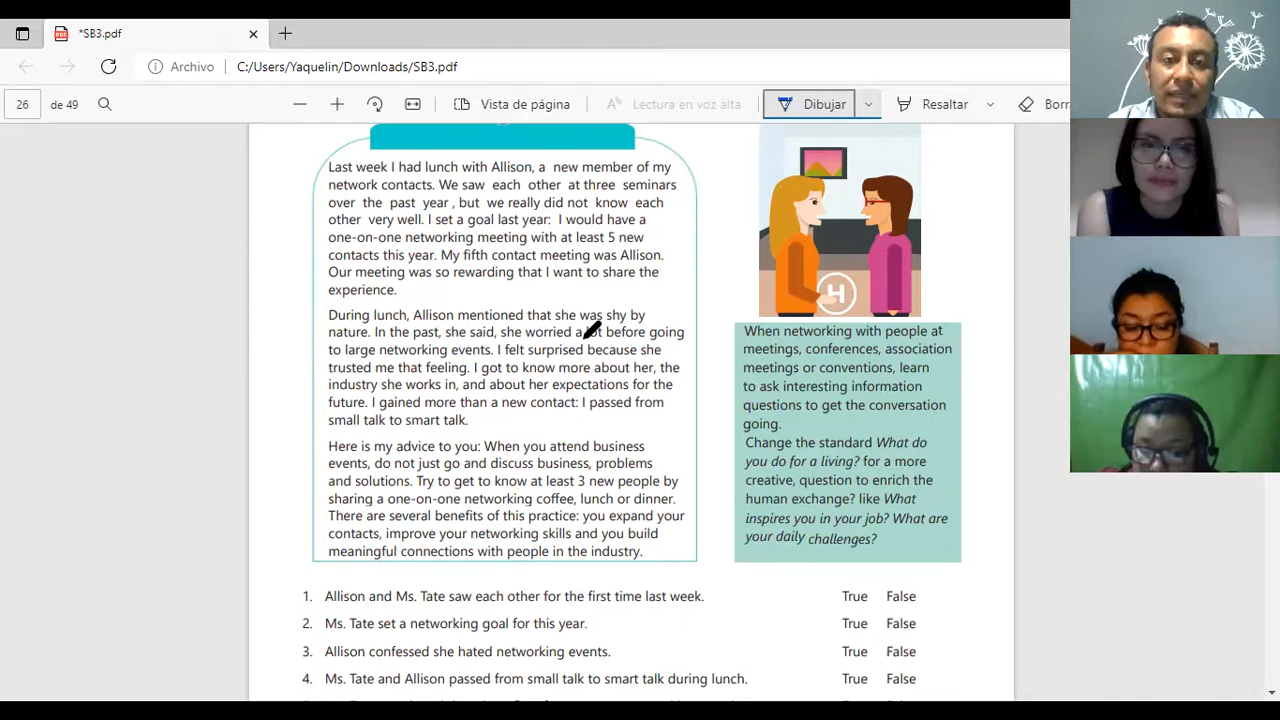 *SB3.pdf
Archivo
C:/Users/Yaquelin/Downloads/SB3.pdf
26 de 49
Vista de página
Lectura en voz alta
Dibujar
Resaltar
Borr
Last week I had lunch with Allison, a new member of my
network contacts. We saw each other at three seminars
over the past year , but we really did not know each
other very well. I set a goal last year: I would have a
one-on-one networking meeting with at least 5 new
contacts this year. My fifth contact meeting was Allison.
Our meeting was so rewarding that I want to share the
experience.
During lunch, Allison mentioned that she was shy by
nature. In the past, she said, she worried a lot before going
to large networking events. I felt surprised because she
trusted me that feeling. I got to know more about her, the
industry she works in, and about her expectations for the
future. I gained more than a new contact: I passed from
small talk to smart talk.
Here is my advice to you: When you attend business
events, do not just go and discuss business, problems
and solutions. Try to get to know at least 3 new people by
sharing a one-on-one networking coffee, lunch or dinner.
There are several benefits of this practice: you expand your
contacts, improve your networking skills and you build
meaningful connections with people in the industry.
H
When networking with people at
meetings, conferences, association
meetings or conventions, learn
to ask interesting information
questions to get the conversation
going.
Change the standard What do
you do for a living? for a more
creative, question to enrich the
human exchange? like What
inspires you in your job? What are
your daily challenges?
1. Allison and Ms. Tate saw each other for the first time last week. True False
2. Ms. Tate set a networking goal for this year. True False
3. Allison confessed she hated networking events. True False
4. Ms. Tate and Allison passed from small talk to smart talk during lunch. True False